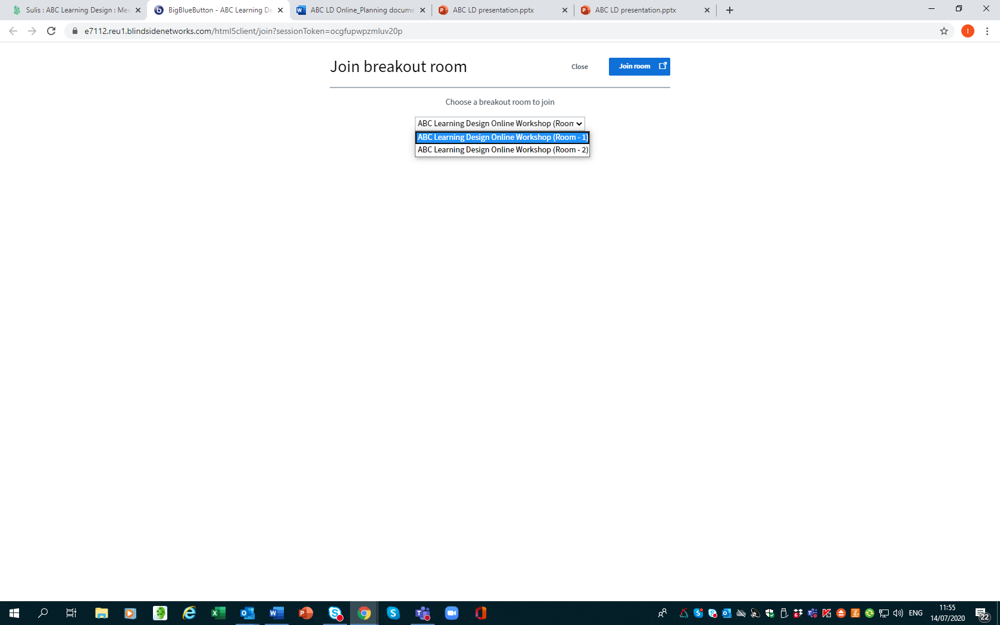 Sulis : ABC Learning Design : Mee
BigBlueButton - ABC Learning De
ABC LD Online_Planning docume
ABC LD presentation.pptx
ABC LD presentation.pptx
e7112.reu1.blindsidenetworks.com/html5client/join?sessionToken=ocgfupwpzmluv20p
I
Join breakout room
Close
Join room
Choose a breakout room to join
ABC Learning Design Online Workshop (Room
ABC Learning Design Online Workshop (Room - 1)
ABC Learning Design Online Workshop (Room - 2)
ENG
11:55
14/07/2020
22